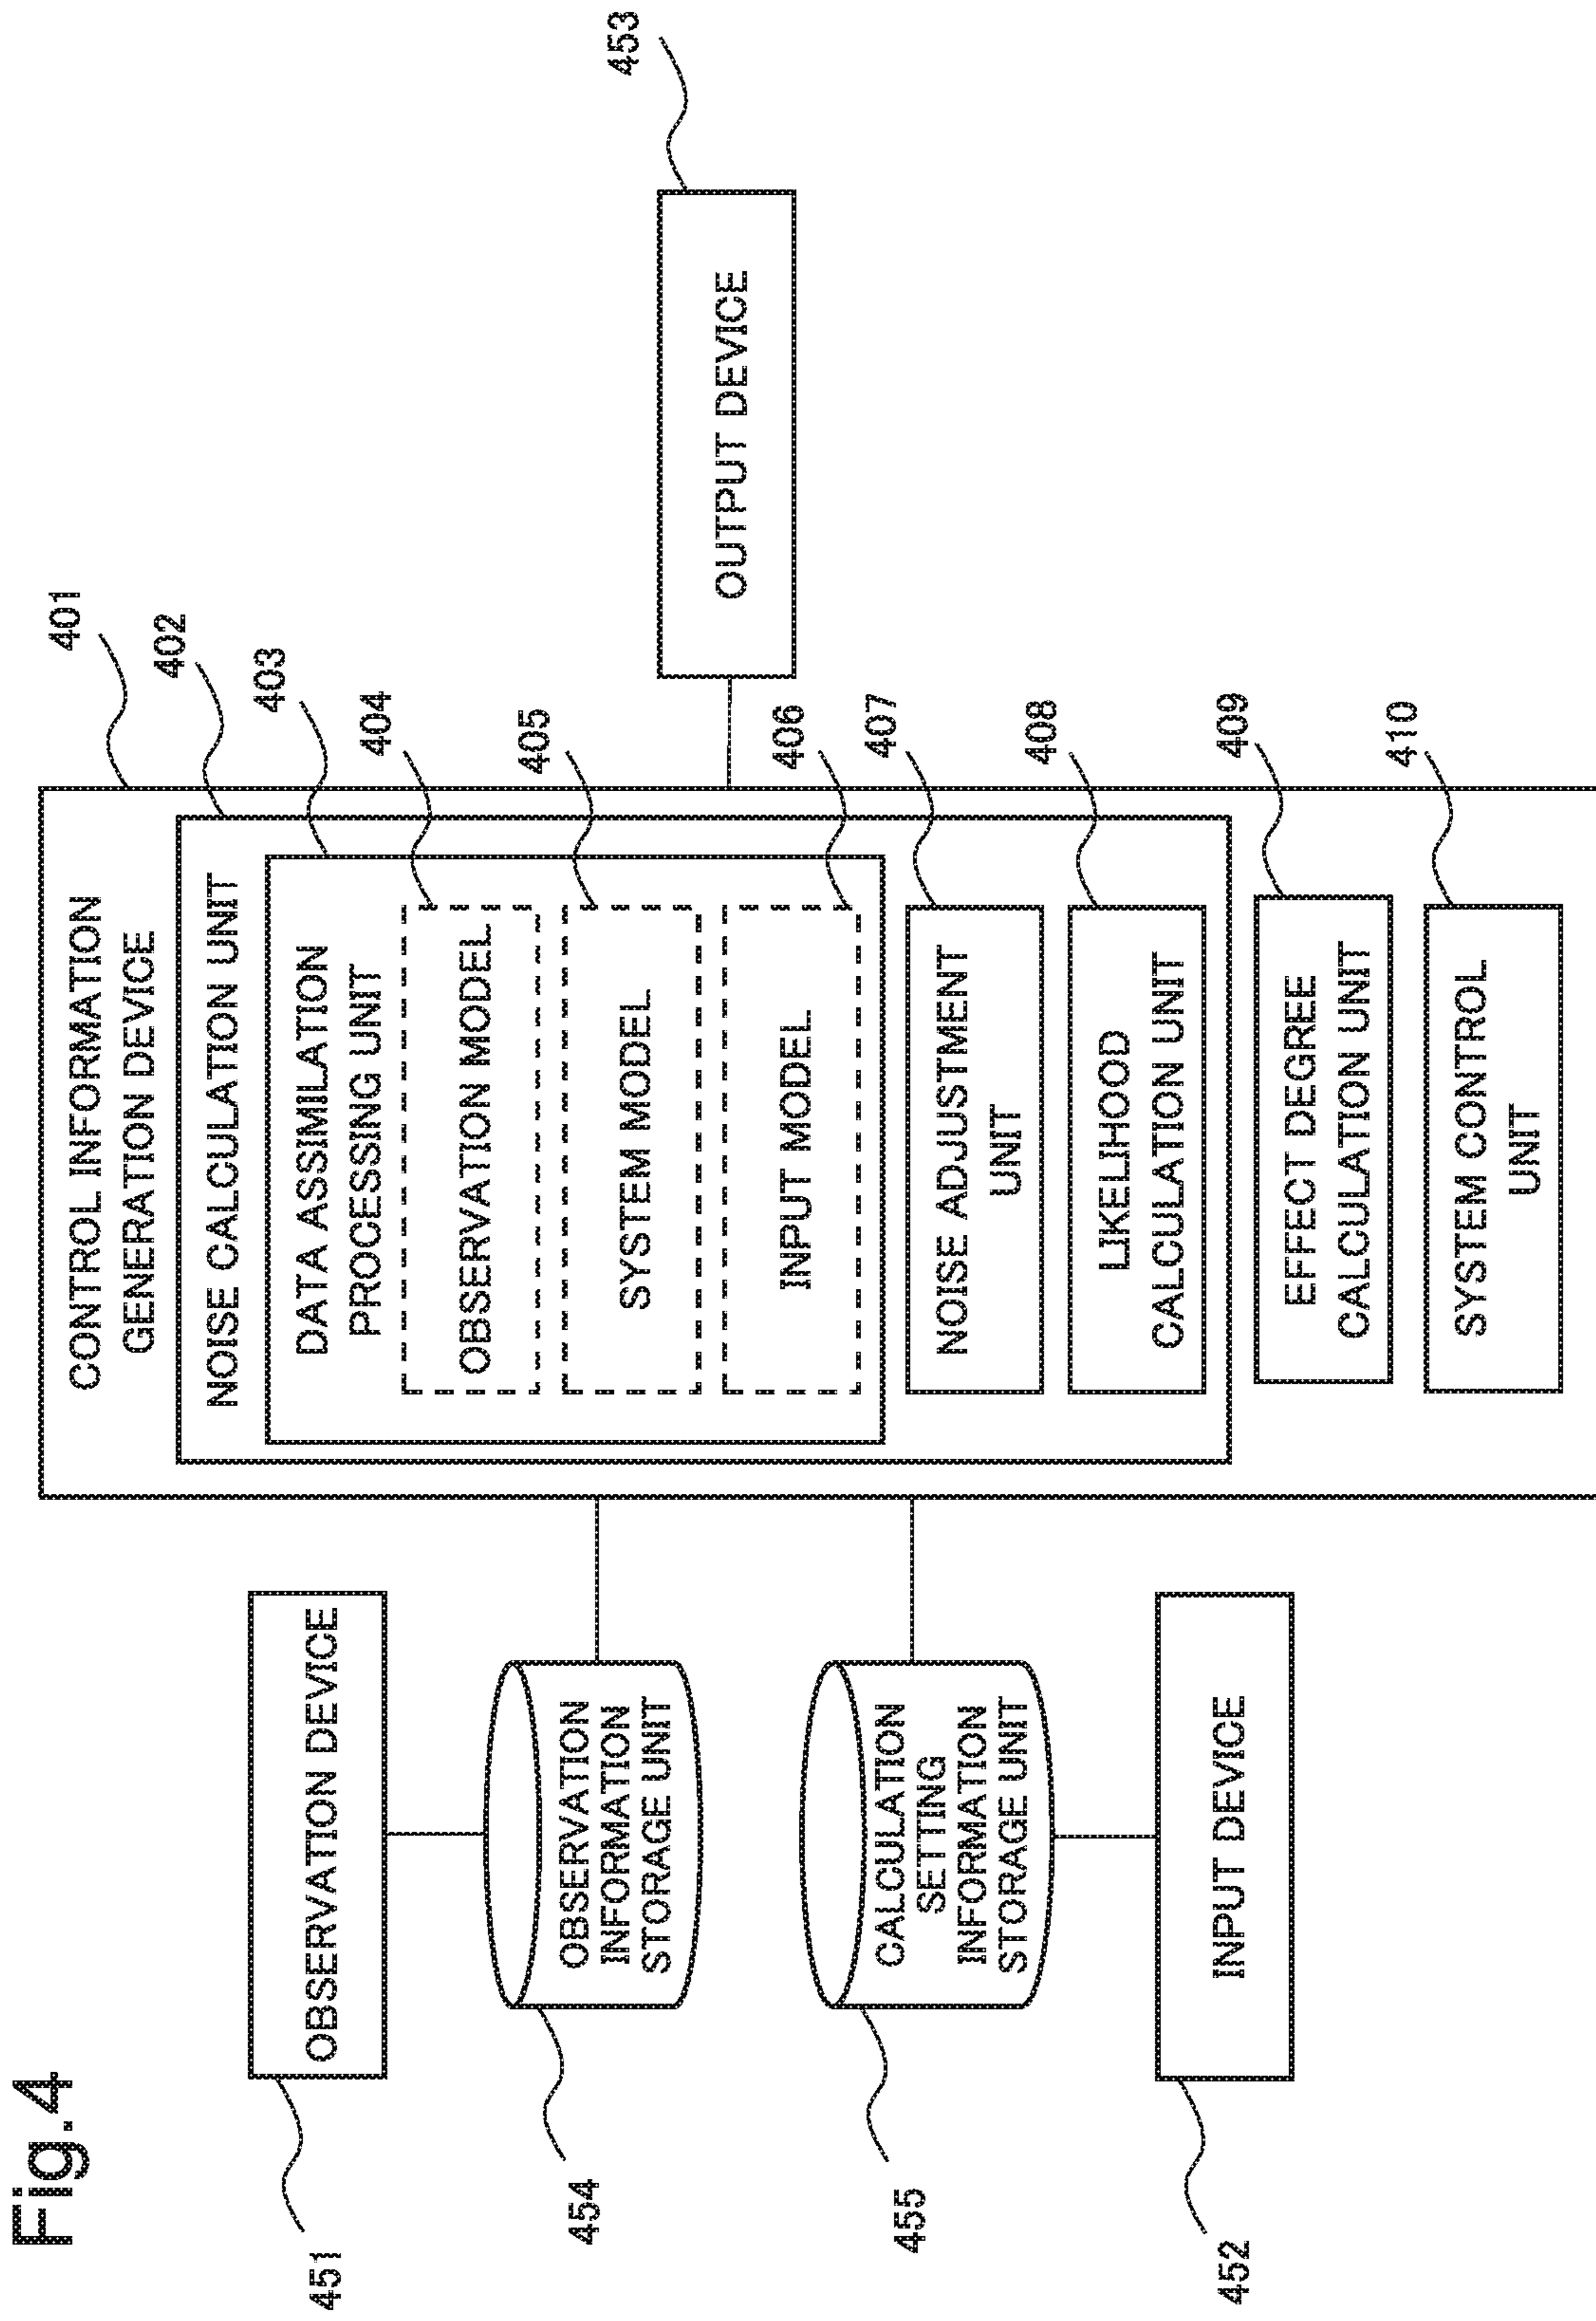 Fig.4
451
OBSERVATION DEVICE
454
OBSERVATION
INFORMATION
STORAGE UNIT
455
CALCULATION
SETTING
INFORMATION
STORAGE UNIT
452
INPUT DEVICE
401
CONTROL INFORMATION
GENERATION DEVICE
402
NOISE CALCULATION UNIT
403
DATA ASSIMILATION
PROCESSING UNIT
404
OBSERVATION MODEL
405
SYSTEM MODEL
406
INPUT MODEL
407
NOISE ADJUSTMENT
UNIT
408
LIKELIHOOD
CALCULATION UNIT
409
EFFECT DEGREE
CALCULATION UNIT
410
SYSTEM CONTROL
UNIT
453
OUTPUT DEVICE